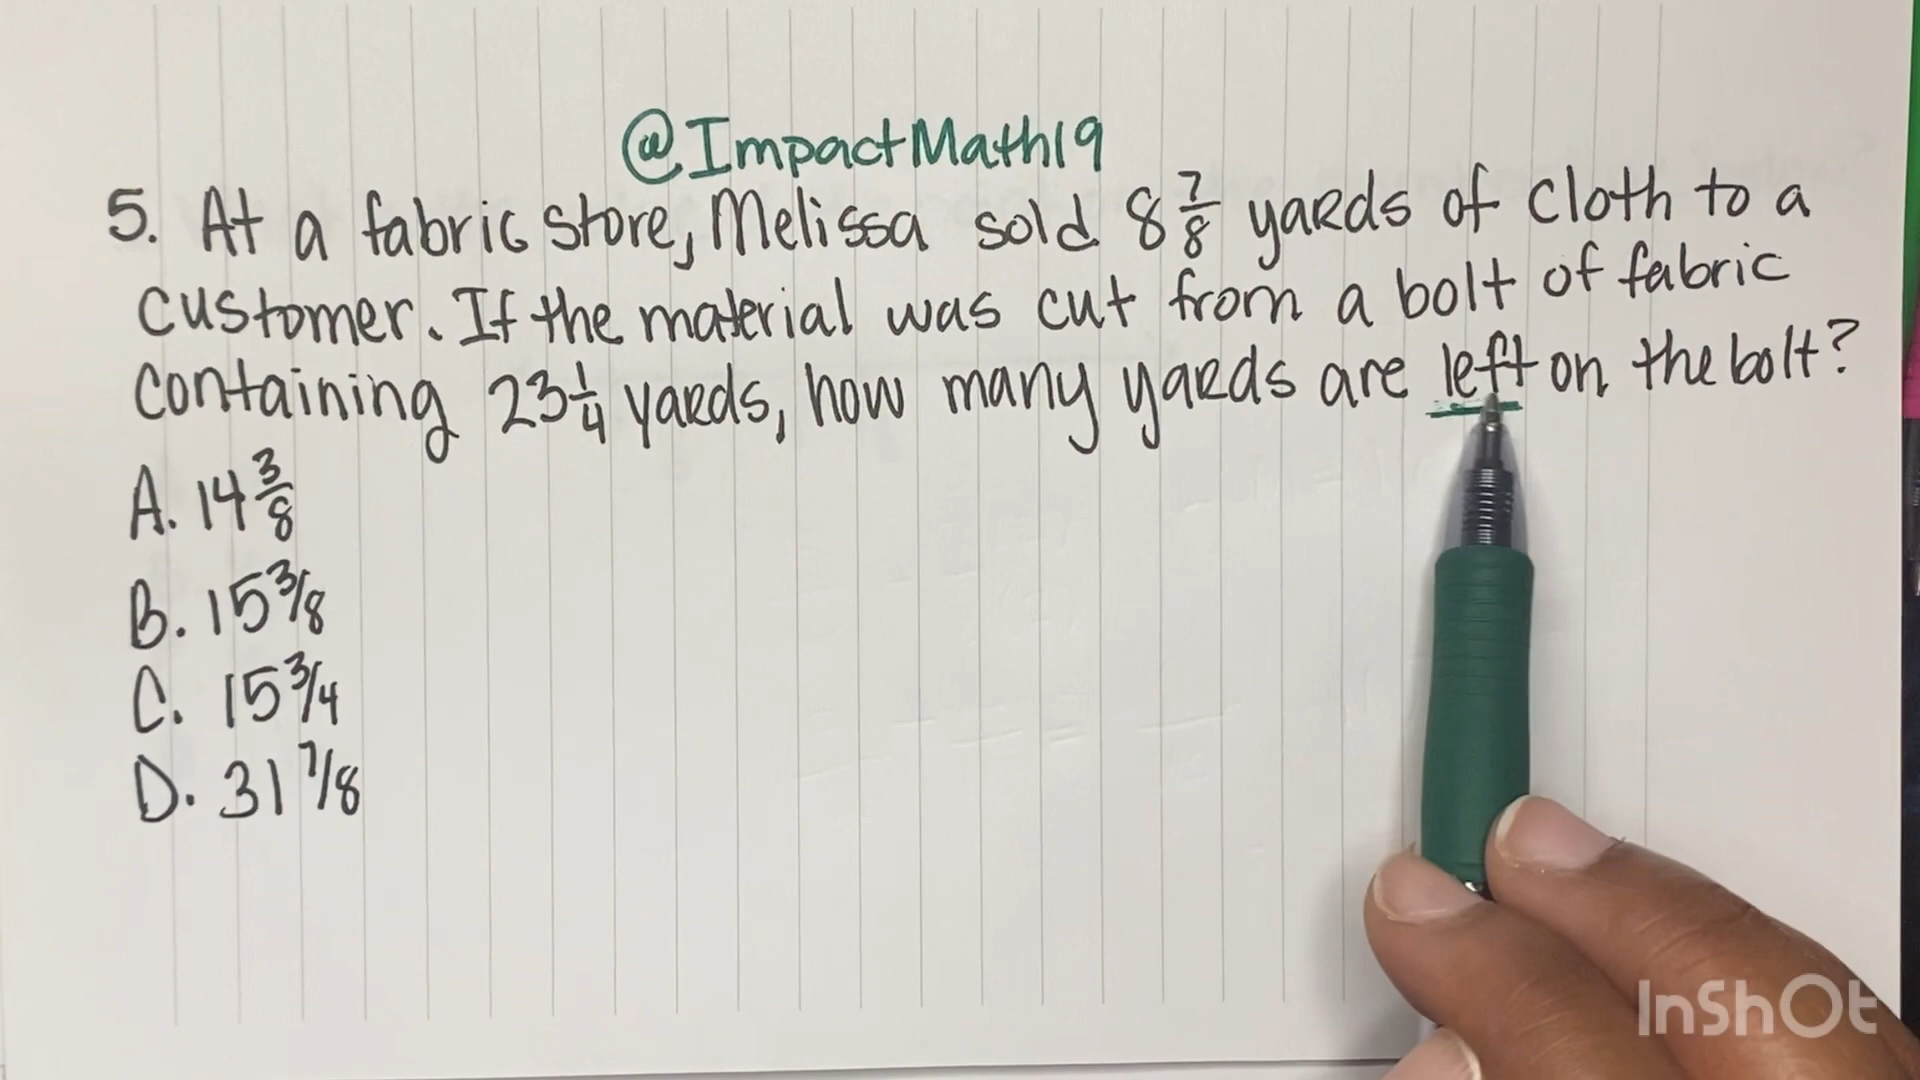 @ImpactMath19
5. At a fabric store, Melissa sold 8 7/8 yards of cloth to a
customer. If the material was cut from a bolt of fabric
containing 23 1/4 yards, how many yards are left on the bolt?
A. 14 3/8
B. 15 3/8
C. 15 3/4
D. 31 7/8
InShOt